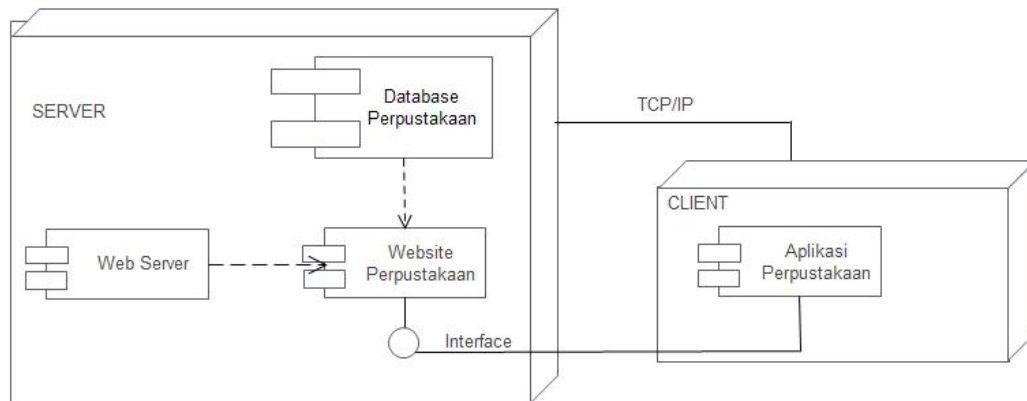 SERVER
Database
Perpustakaan
TCP/IP
CLIENT
Web Server
Website
Perpustakaan
Aplikasi
Perpustakaan
Interface